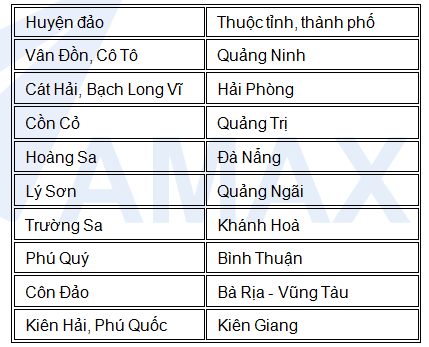 Huyện đảo Thuộc tỉnh, thành phố
Vân Đồn, Cô Tô Quảng Ninh
Cát Hải, Bạch Long Vĩ Hải Phòng
Cồn Cỏ Quảng Trị
Hoàng Sa Đà Nẵng
Lý Sơn Quảng Ngãi
Trường Sa Khánh Hoà
Phú Quý Bình Thuận
Côn Đảo Bà Rịa - Vũng Tàu
Kiên Hải, Phú Quốc Kiên Giang
AMAX